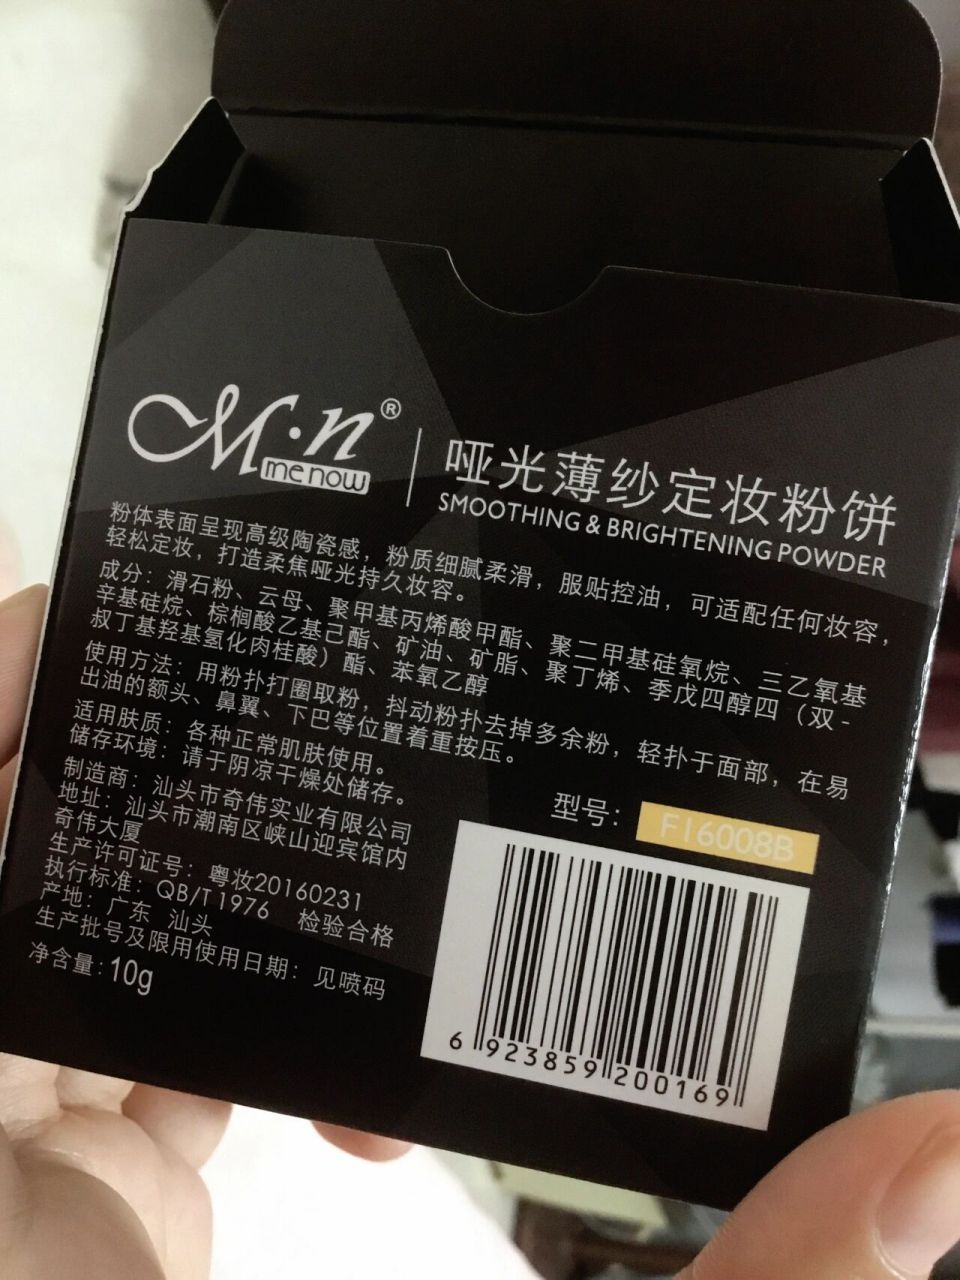 M·n®
menow
哑光薄纱定妆粉饼
SMOOTHING & BRIGHTENING POWDER
粉体表面呈现高级陶瓷感，粉质细腻柔滑，服贴控油，可适配任何妆容，
轻松定妆，打造柔焦哑光持久妆容。
成分：滑石粉、云母、聚甲基丙烯酸甲酯、聚二甲基硅氧烷、三乙氧基
辛基硅烷、棕榈酸乙基己酯、矿油、矿脂、聚丁烯、季戊四醇四（双-
叔丁基羟基氢化肉桂酸）酯、苯氧乙醇
使用方法：用粉扑打圈取粉，抖动粉扑去掉多余粉，轻扑于面部，在易
出油的额头、鼻翼、下巴等位置着重按压。
适用肤质：各种正常肌肤使用。
储存环境：请于阴凉干燥处储存。
制造商：汕头市奇伟实业有限公司
地址：汕头市潮南区峡山迎宾馆内
奇伟大厦
生产许可证号：粤妆20160231
执行标准：QB/T1976 检验合格
产地：广东 汕头
生产批号及限用使用日期：见喷码
净含量:10g
型号：F16008B
6 923859 200169